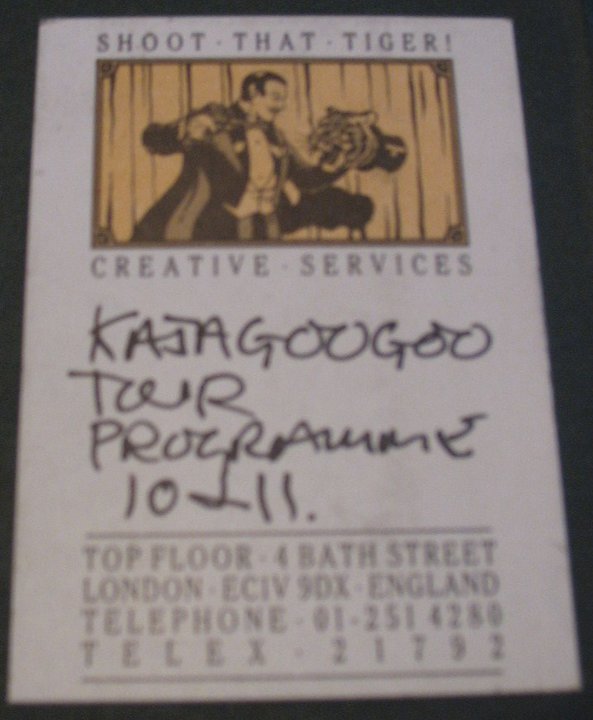 SHOOT · THAT · TIGER!
CREATIVE · SERVICES
KAJAGOOGOO
TOUR
PROGRAMME
10 + 11.
TOP FLOOR · 4 BATH STREET
LONDON · EC1V 9DX · ENGLAND
TELEPHONE · 01-251 4280
TELEX · 21792